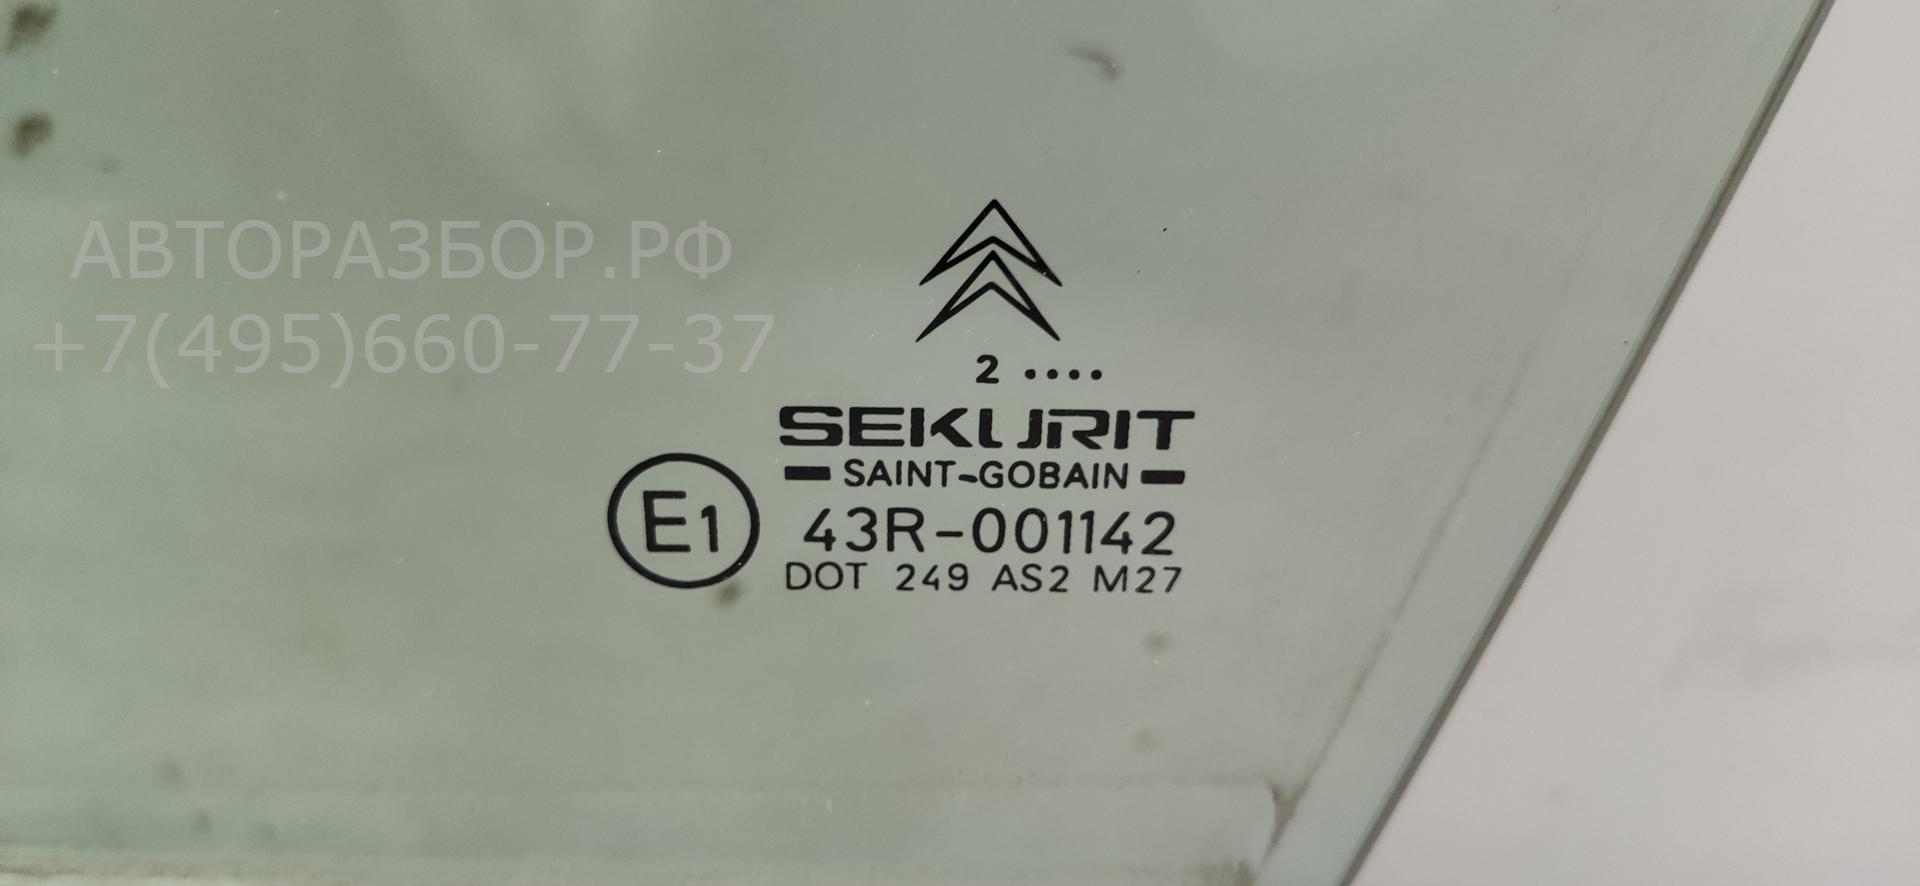 АВТОРАЗБОР.РФ
+7(495)660-77-37
2 ....
SEKURIT
SAINT-GOBAIN
E1
43R-001142
DOT 249 AS2 M27